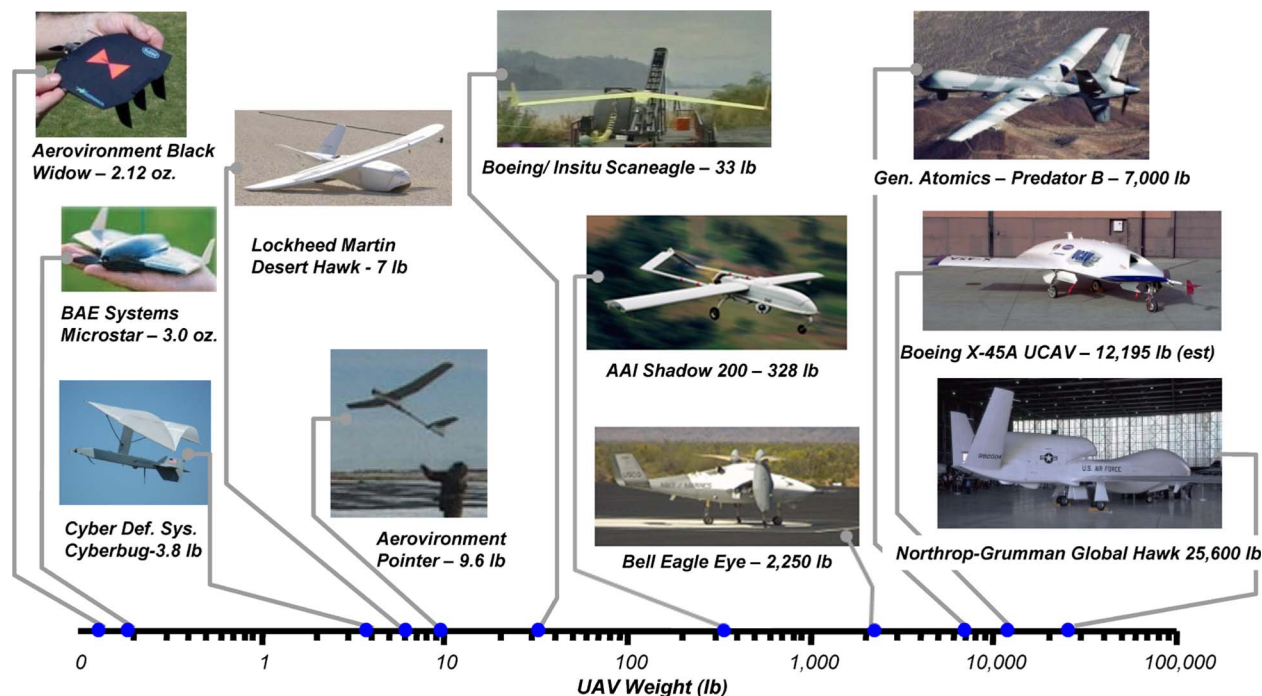 Aerovironment Black
Widow – 2.12 oz.
BAE Systems
Microstar – 3.0 oz.
Cyber Def. Sys.
Cyberbug-3.8 lb
Lockheed Martin
Desert Hawk - 7 lb
Aerovironment
Pointer – 9.6 lb
Boeing/ Insitu Scaneagle – 33 lb
AAI Shadow 200 – 328 lb
Bell Eagle Eye – 2,250 lb
Gen. Atomics – Predator B – 7,000 lb
Boeing X-45A UCAV – 12,195 lb (est)
U.S. AIR FORCE
Northrop-Grumman Global Hawk 25,600 lb
0 1 10 100 1,000 10,000 100,000
UAV Weight (lb)